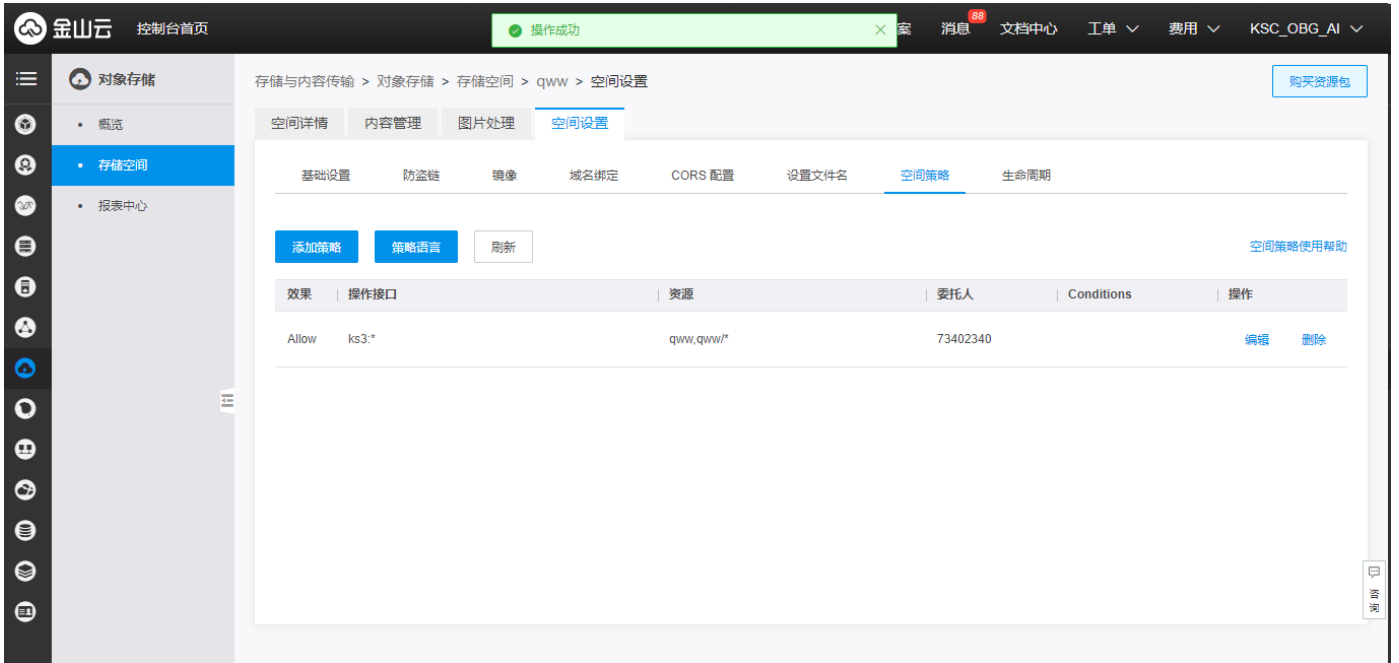 金山云 控制台首页 操作成功 案 消息 88 文档中心 工单 费用 KSC_OBG_AI
对象存储
存储与内容传输 > 对象存储 > 存储空间 > qww > 空间设置
购买资源包
概览
存储空间
报表中心
空间详情 内容管理 图片处理 空间设置
基础设置 防盗链 镜像 域名绑定 CORS 配置 设置文件名 空间策略 生命周期
添加策略 策略语言 刷新 空间策略使用帮助
效果 操作接口 资源 委托人 Conditions 操作
Allow ks3:* qww,qww/* 73402340 编辑 删除
咨
询